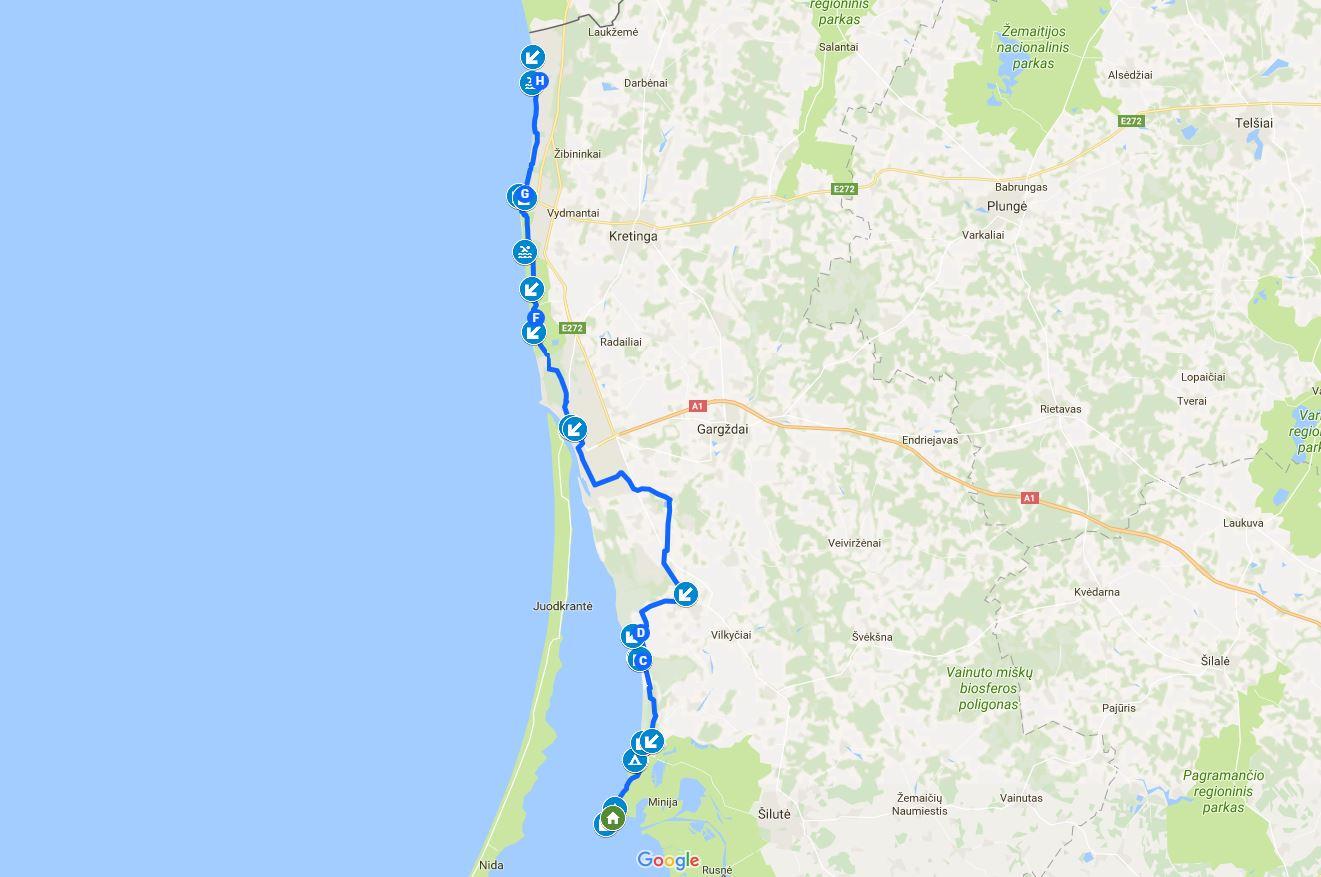 regioninis
parkas
Laukžemė
Salantai
Žemaitijos
nacionalinis
parkas
Alsėdžiai
Darbėnai
H
E272
Telšiai
Žibininkai
E272
Babrungas
G
Plungė
Vydmantai
Kretinga
Varkaliai
F
E272
Radailiai
Lopaičiai
Tverai
A1
Rietavas
Gargždai
Endriejavas
A1
Laukuva
Veiviržėnai
Kvėdarna
Juodkrantė
D
Vilkyčiai
Švėkšna
C
Šilalė
Vainuto miškų
biosferos
poligonas
Pajūris
Pagramančio
regioninis
parkas
Minija
Žemaičių
Naumiestis
Vainutas
Šilutė
Google
Nida
Rusnė